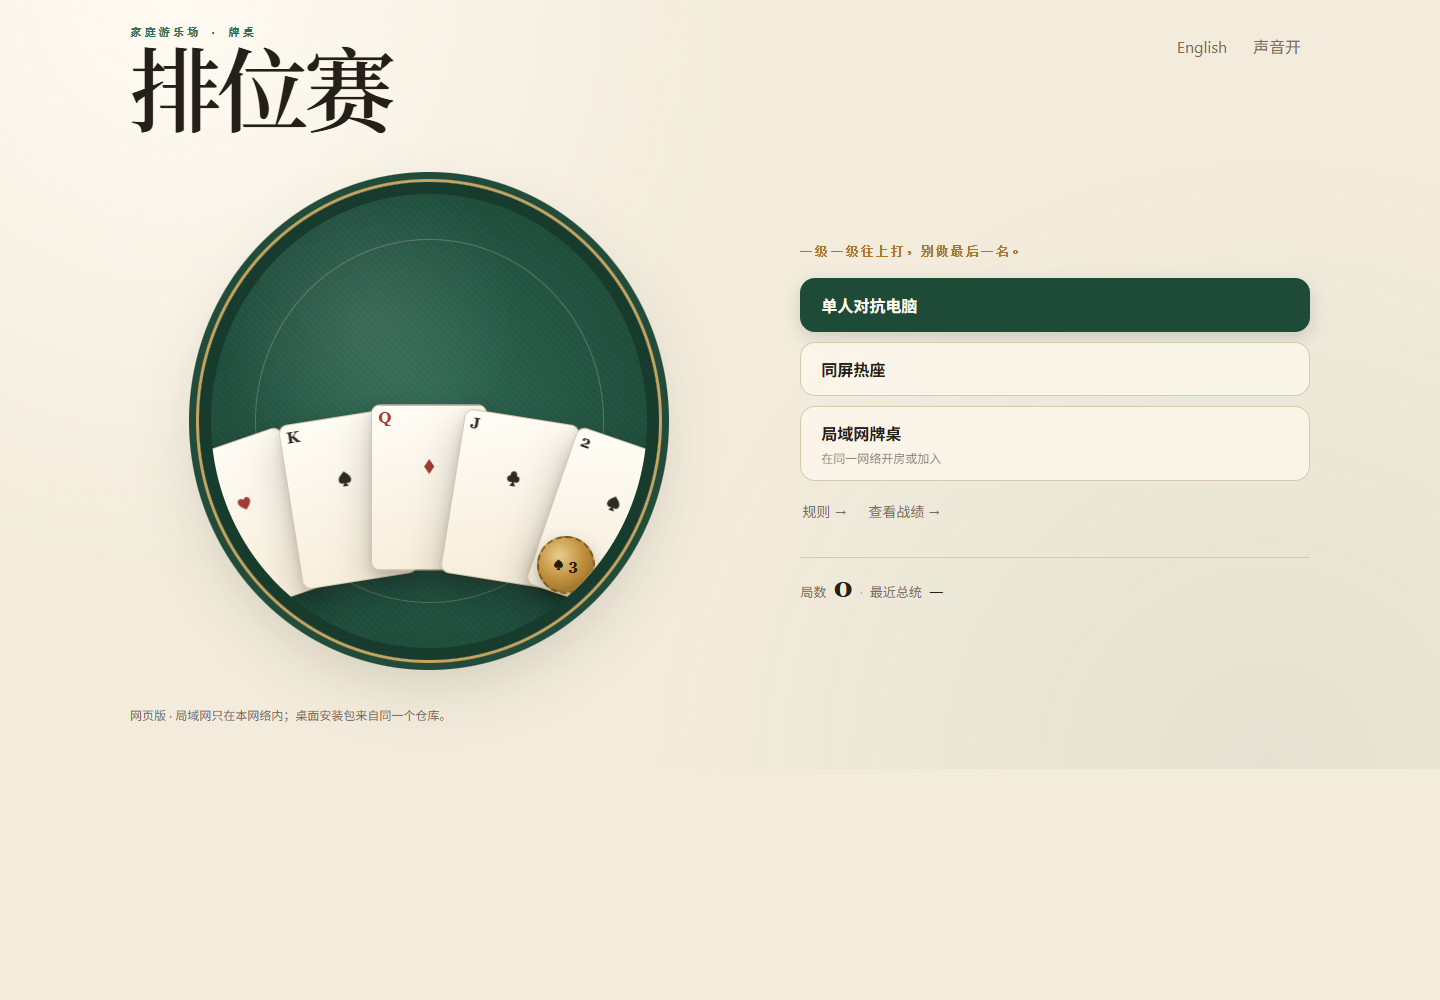 家庭游乐场 · 牌桌
排位赛
English 声音开
一级一级往上打，别做最后一名。
单人对抗电脑
同屏热座
局域网牌桌
在同一网络开房或加入
规则 → 查看战绩 →
局数 0 · 最近总统 —
K
Q
J
2
♠ 3
网页版 · 局域网只在本网络内；桌面安装包来自同一个仓库。